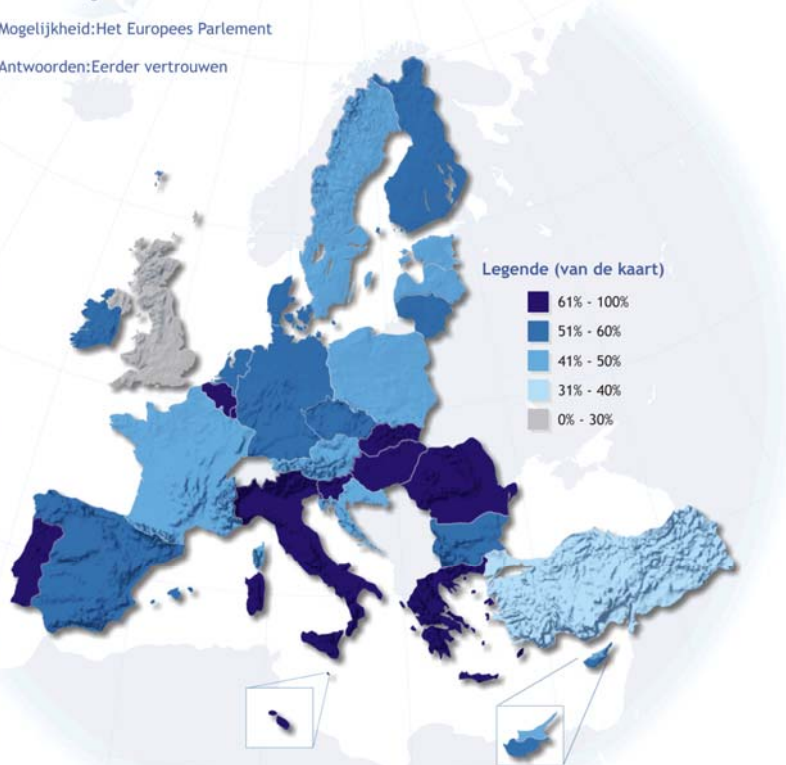 Mogelijkheid:Het Europees Parlement
Antwoorden:Eerder vertrouwen
Legende (van de kaart)
61% - 100%
51% - 60%
41% - 50%
31% - 40%
0% - 30%